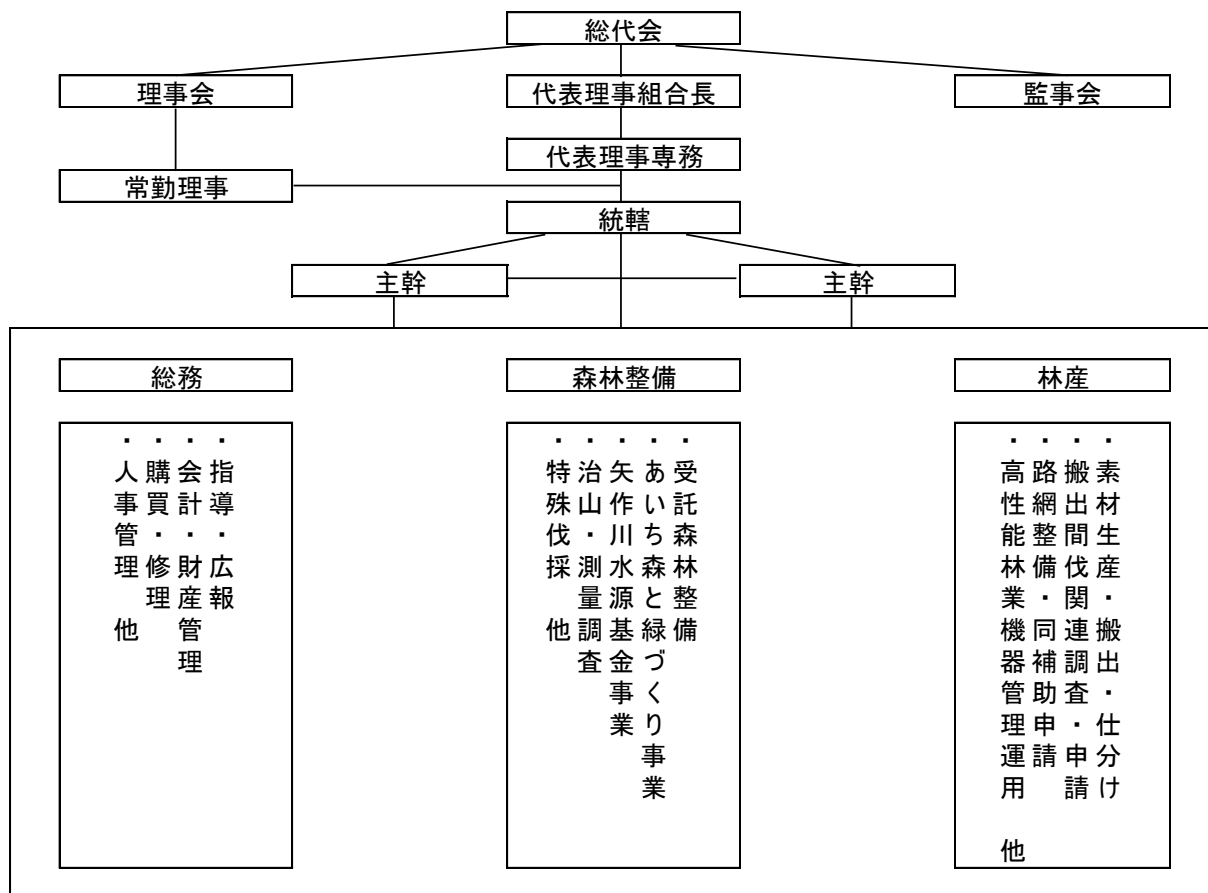 総代会
理事会
代表理事組合長
監事会
代表理事専務
常勤理事
統轄
主幹
主幹
総務
森林整備
林産
・指導・広報
・会計・財産管理
・購買・修理
・人事管理 他
・受託森林整備
・あいち森と緑づくり事業
・矢作川水源基金事業
・治山・測量調査
・特殊伐採 他
・素材生産・搬出・仕分け
・搬出間伐関連調査・申請
・路網整備・同補助申請
・高性能林業機器管理運用 他